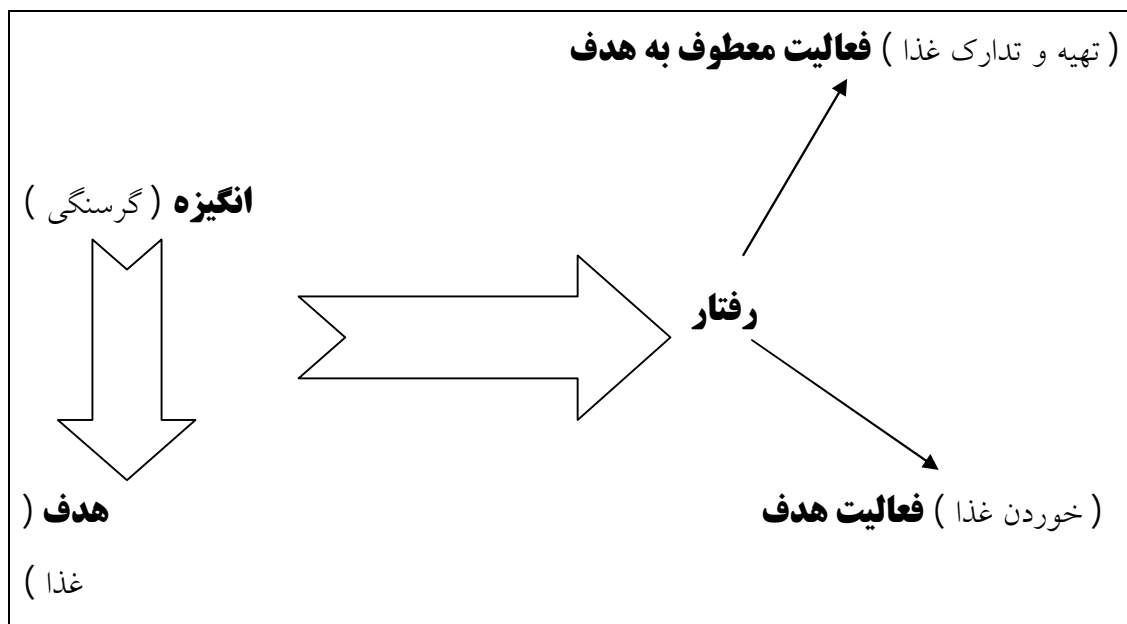 ( تهیه و تدارک غذا ) فعالیت معطوف به هدف
انگیزه ( گرسنگی )
رفتار
( خوردن غذا ) فعالیت هدف
هدف (
غذا )